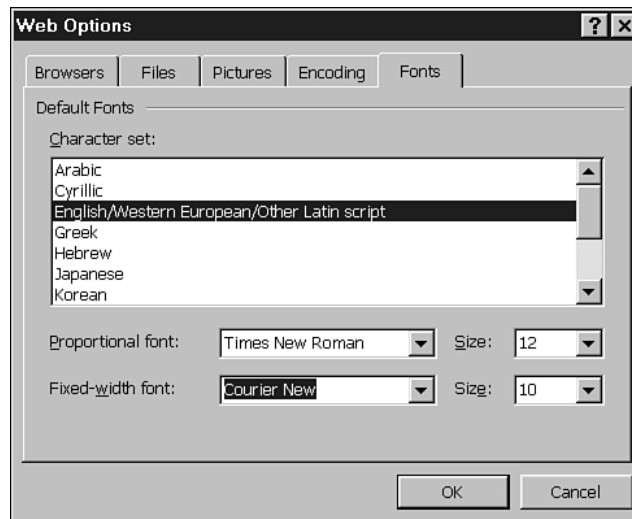 Web Options
Browsers Files Pictures Encoding Fonts
Default Fonts
Character set:
Arabic
Cyrillic
English/Western European/Other Latin script
Greek
Hebrew
Japanese
Korean
Proportional font: Times New Roman Size: 12
Fixed-width font: Courier New Size: 10
OK Cancel